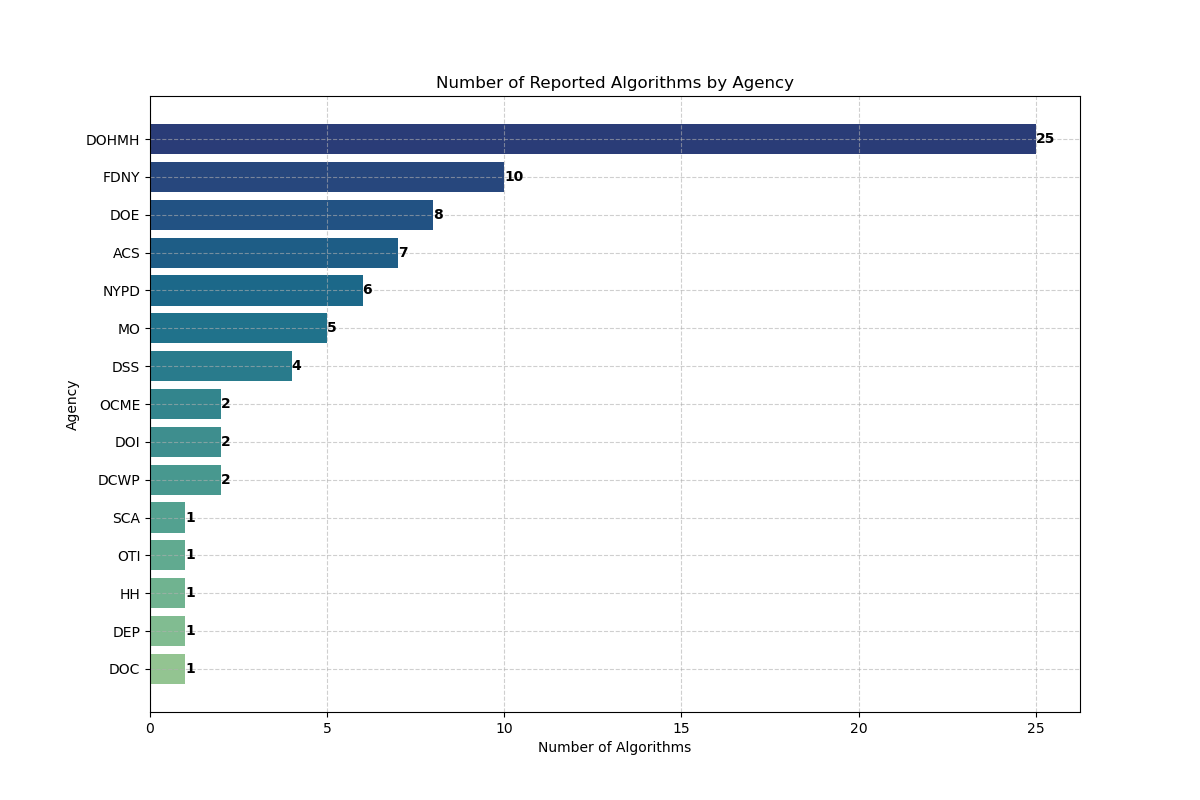 Number of Reported Algorithms by Agency
DOHMH 25
FDNY 10
DOE 8
ACS 7
NYPD 6
MO 5
DSS 4
OCME 2
DOI 2
DCWP 2
SCA 1
OTI 1
HH 1
DEP 1
DOC 1
0 5 10 15 20 25
Number of Algorithms
Agency